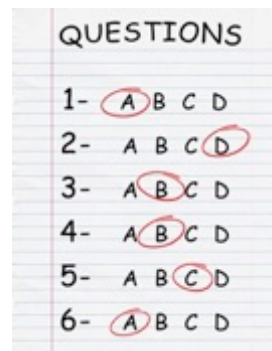 QUESTIONS
1- A B C D
2- A B C D
3- A B C D
4- A B C D
5- A B C D
6- A B C D